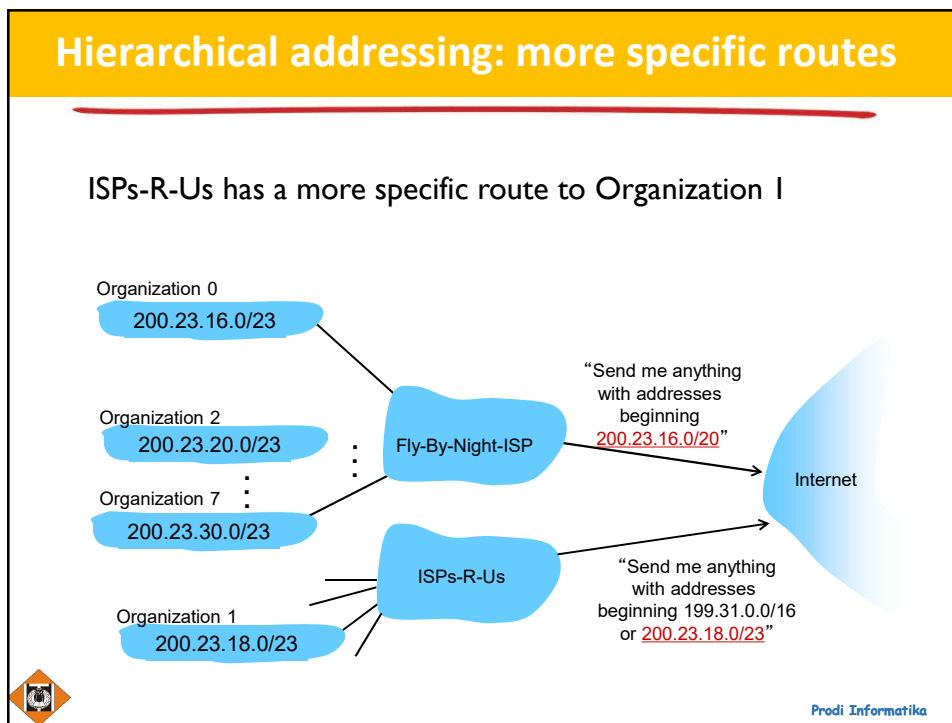 Hierarchical addressing: more specific routes
ISPs-R-Us has a more specific route to Organization 1
Organization 0
200.23.16.0/23
Organization 2
200.23.20.0/23
Organization 7
200.23.30.0/23
Organization 1
200.23.18.0/23
Fly-By-Night-ISP
ISPs-R-Us
“Send me anything
with addresses
beginning
200.23.16.0/20”
“Send me anything
with addresses
beginning 199.31.0.0/16
or 200.23.18.0/23”
Internet
Prodi Informatika